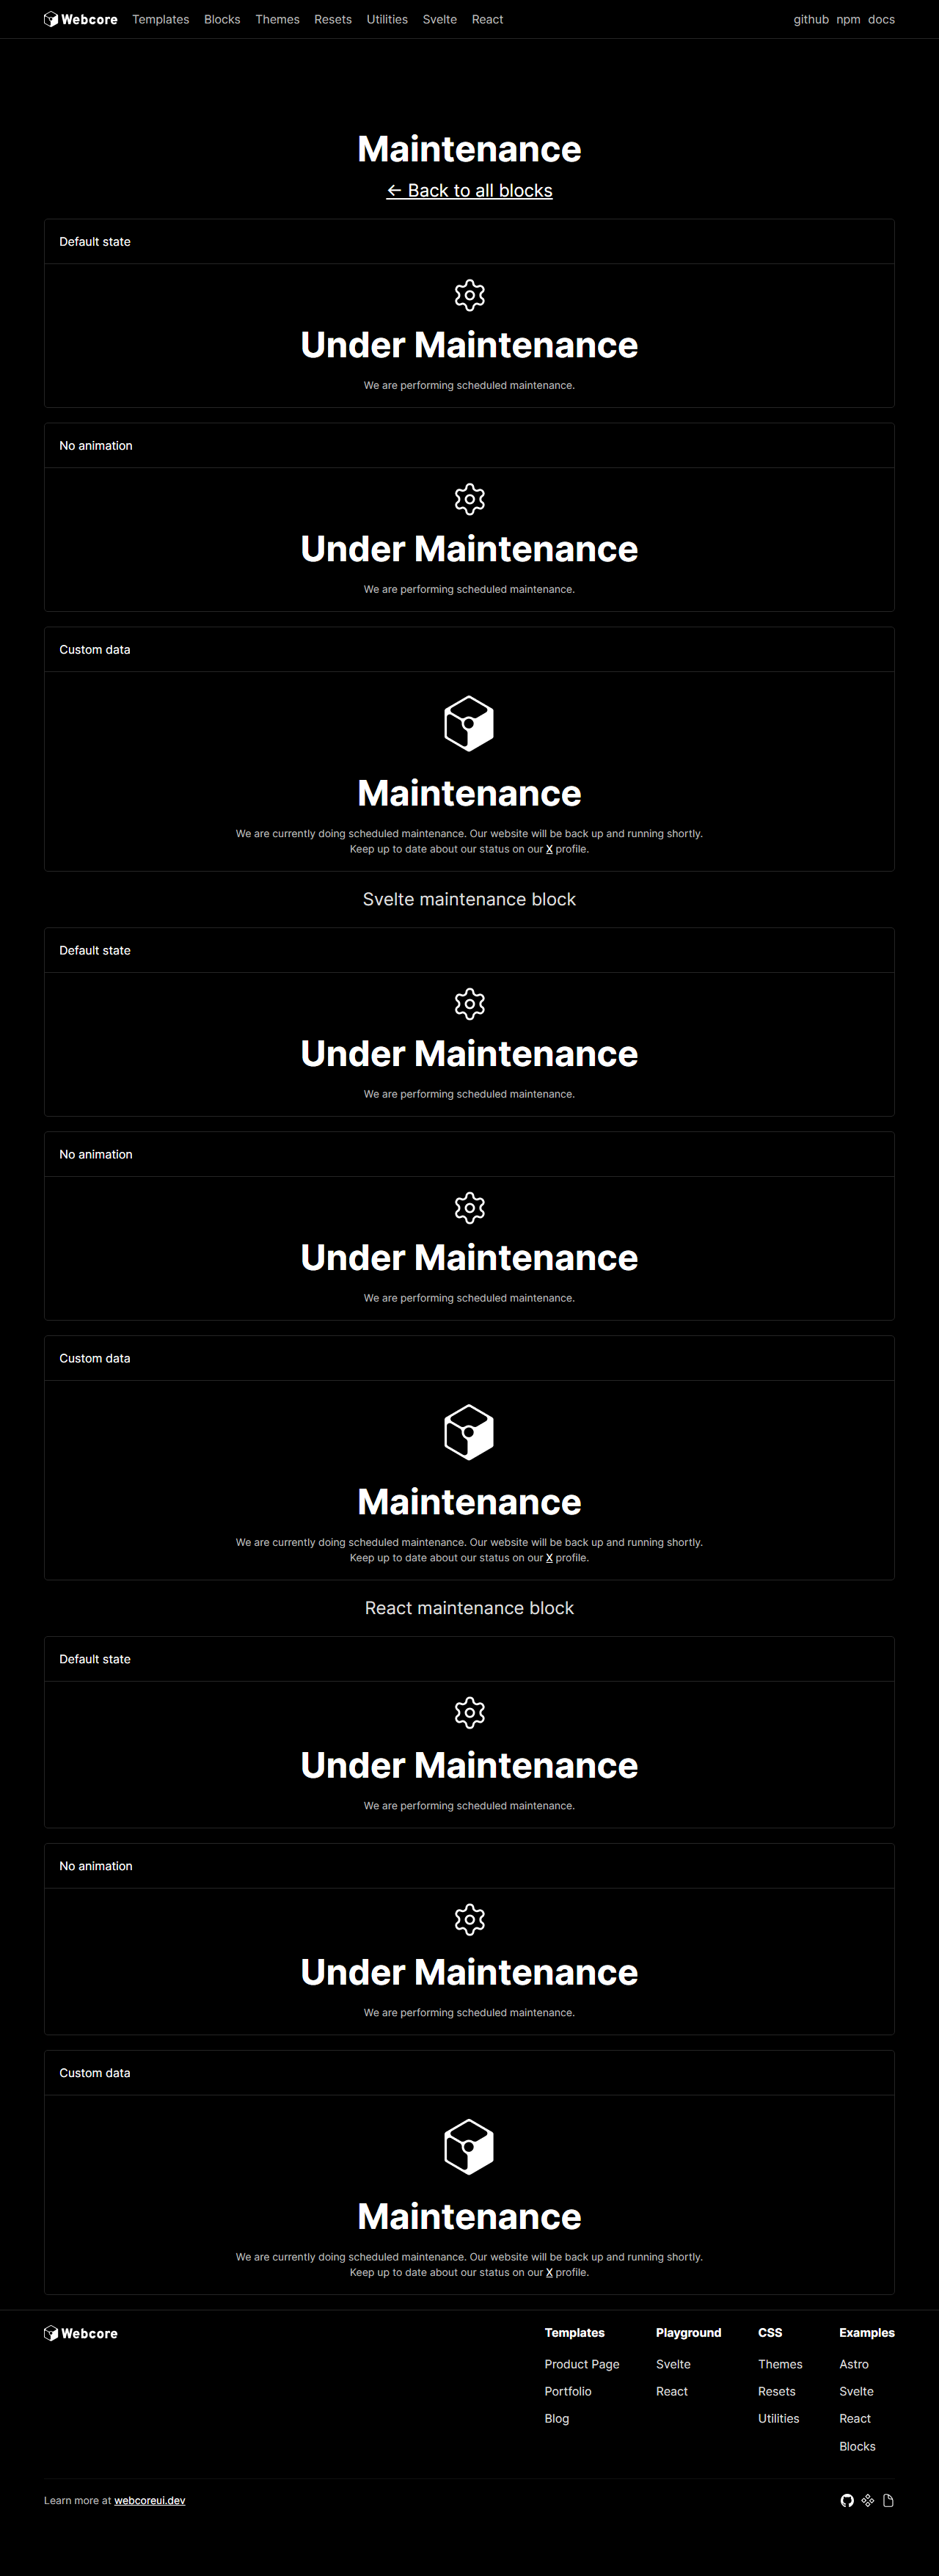 Webcore Templates Blocks Themes Resets Utilities Svelte React github npm docs
Maintenance
← Back to all blocks
Default state
Under Maintenance
We are performing scheduled maintenance.
No animation
Under Maintenance
We are performing scheduled maintenance.
Custom data
Maintenance
We are currently doing scheduled maintenance. Our website will be back up and running shortly.
Keep up to date about our status on our X profile.
Svelte maintenance block
Default state
Under Maintenance
We are performing scheduled maintenance.
No animation
Under Maintenance
We are performing scheduled maintenance.
Custom data
Maintenance
We are currently doing scheduled maintenance. Our website will be back up and running shortly.
Keep up to date about our status on our X profile.
React maintenance block
Default state
Under Maintenance
We are performing scheduled maintenance.
No animation
Under Maintenance
We are performing scheduled maintenance.
Custom data
Maintenance
We are currently doing scheduled maintenance. Our website will be back up and running shortly.
Keep up to date about our status on our X profile.
Webcore
Templates
Product Page
Portfolio
Blog
Playground
Svelte
React
CSS
Themes
Resets
Utilities
Examples
Astro
Svelte
React
Blocks
Learn more at webcoreui.dev